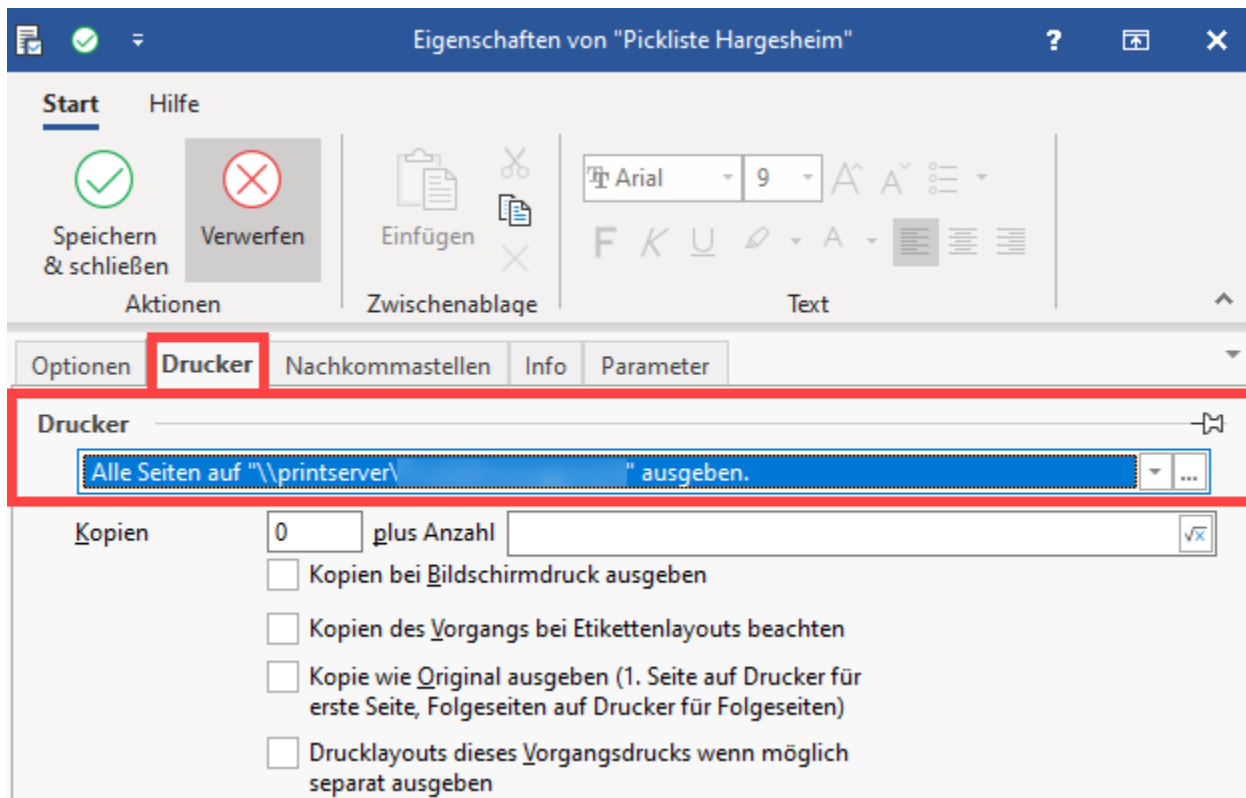 Eigenschaften von "Pickliste Hargesheim"
?
Start Hilfe
Speichern & schließen
Verwerfen
Einfügen
Arial 9
F K U A
Aktionen Zwischenablage Text
Optionen Drucker Nachkommastellen Info Parameter
Drucker
Alle Seiten auf "\\printserver\ " ausgeben.
...
Kopien 0 plus Anzahl
Kopien bei Bildschirmdruck ausgeben
Kopien des Vorgangs bei Etikettenlayouts beachten
Kopie wie Original ausgeben (1. Seite auf Drucker für
erste Seite, Folgeseiten auf Drucker für Folgeseiten)
Drucklayouts dieses Vorgangsdrucks wenn möglich
separat ausgeben